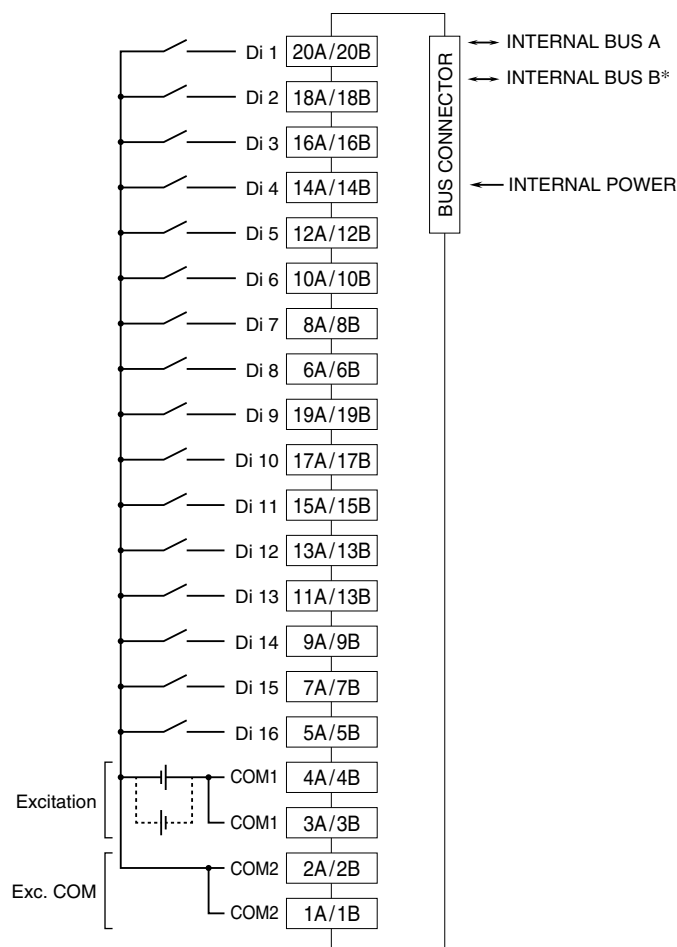 Di 1 20A/20B
Di 2 18A/18B
Di 3 16A/16B
Di 4 14A/14B
Di 5 12A/12B
Di 6 10A/10B
Di 7 8A/8B
Di 8 6A/6B
Di 9 19A/19B
Di 10 17A/17B
Di 11 15A/15B
Di 12 13A/13B
Di 13 11A/13B
Di 14 9A/9B
Di 15 7A/7B
Di 16 5A/5B
Excitation
COM1 4A/4B
COM1 3A/3B
Exc. COM
COM2 2A/2B
COM2 1A/1B
BUS CONNECTOR
INTERNAL BUS A
INTERNAL BUS B*
INTERNAL POWER